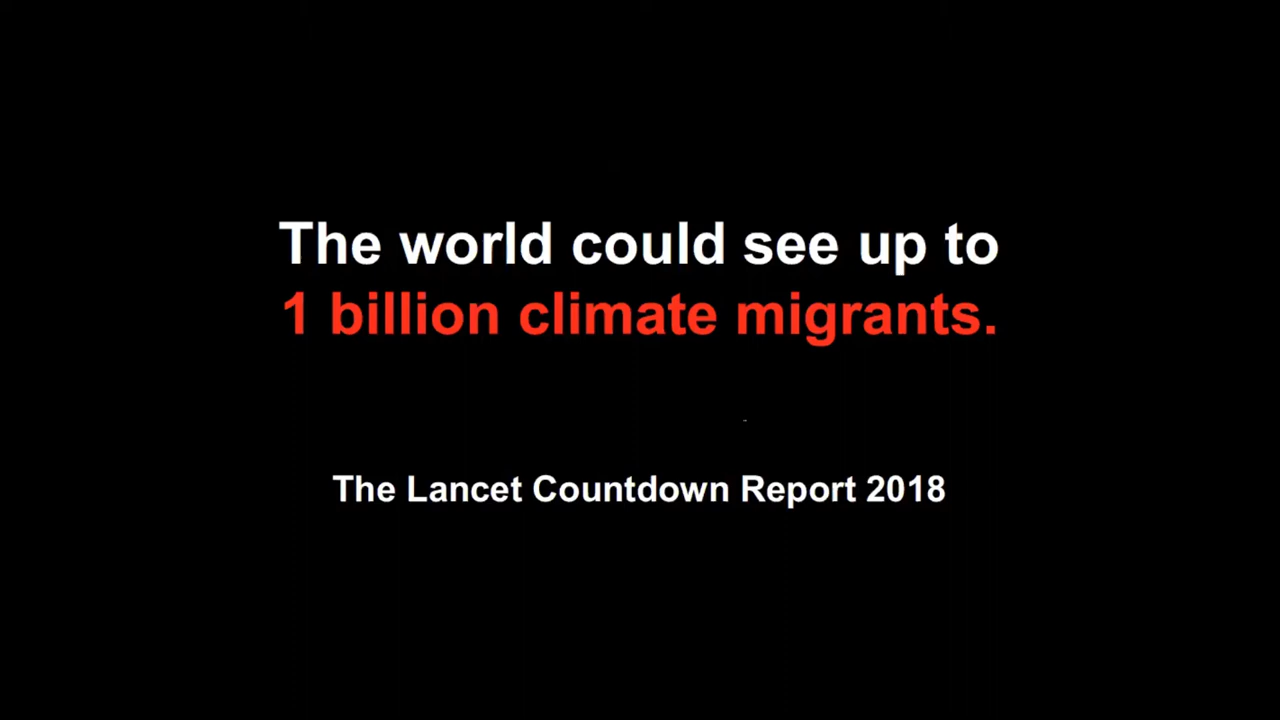 The world could see up to
1 billion climate migrants.
The Lancet Countdown Report 2018